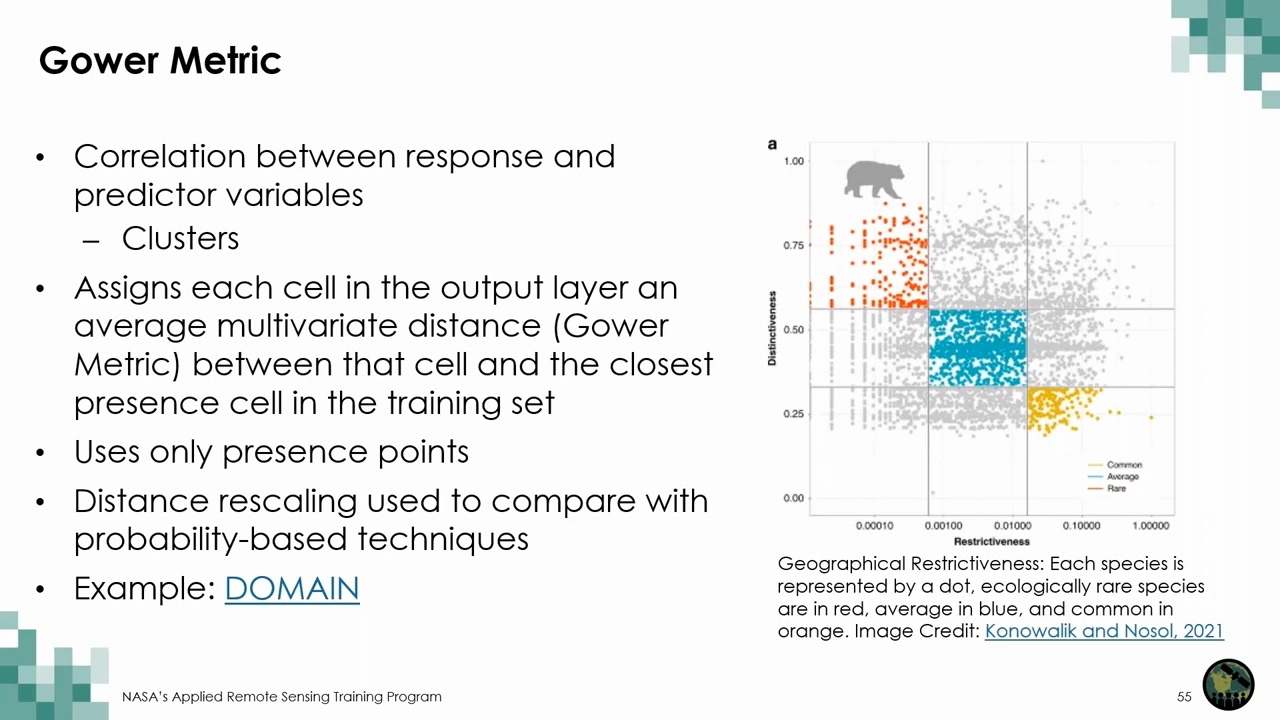 Gower Metric
• Correlation between response and
predictor variables
– Clusters
• Assigns each cell in the output layer an
average multivariate distance (Gower
Metric) between that cell and the closest
presence cell in the training set
• Uses only presence points
• Distance rescaling used to compare with
probability-based techniques
• Example: DOMAIN
a
1.00
0.75
0.50
0.25
0.00
Distinctiveness
Common
Average
Rare
0.00010 0.00100 0.01000 0.10000 1.00000
Restrictiveness
Geographical Restrictiveness: Each species is
represented by a dot, ecologically rare species
are in red, average in blue, and common in
orange. Image Credit: Konowalik and Nosol, 2021
NASA's Applied Remote Sensing Training Program
55